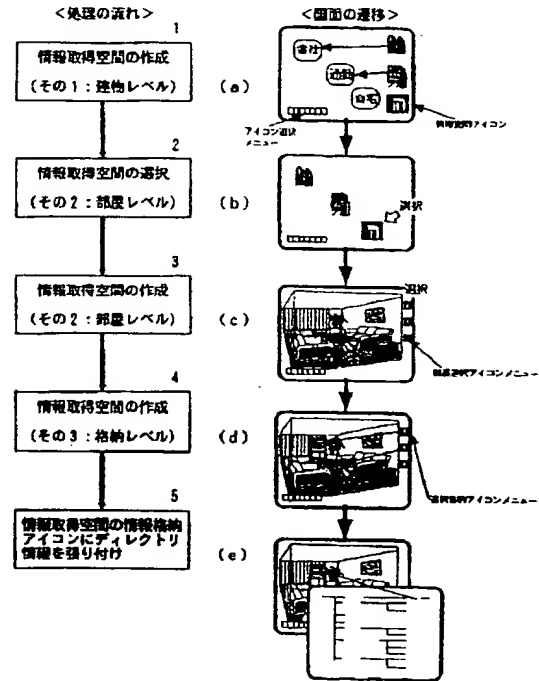 <処理の流れ>
<画面の遷移>
1
情報取得空間の作成
(その1:建物レベル)
(a)
会社
通勤
自宅
アイコン選択
メニュー
2
情報取得空間の選択
(その2:部屋レベル)
(b)
選択
3
情報取得空間の作成
(その2:部屋レベル)
(c)
選択
4
情報取得空間の作成
(その3:格納レベル)
(d)
5
情報取得空間の情報格納
アイコンにディレクトリ
情報を張り付け
(e)